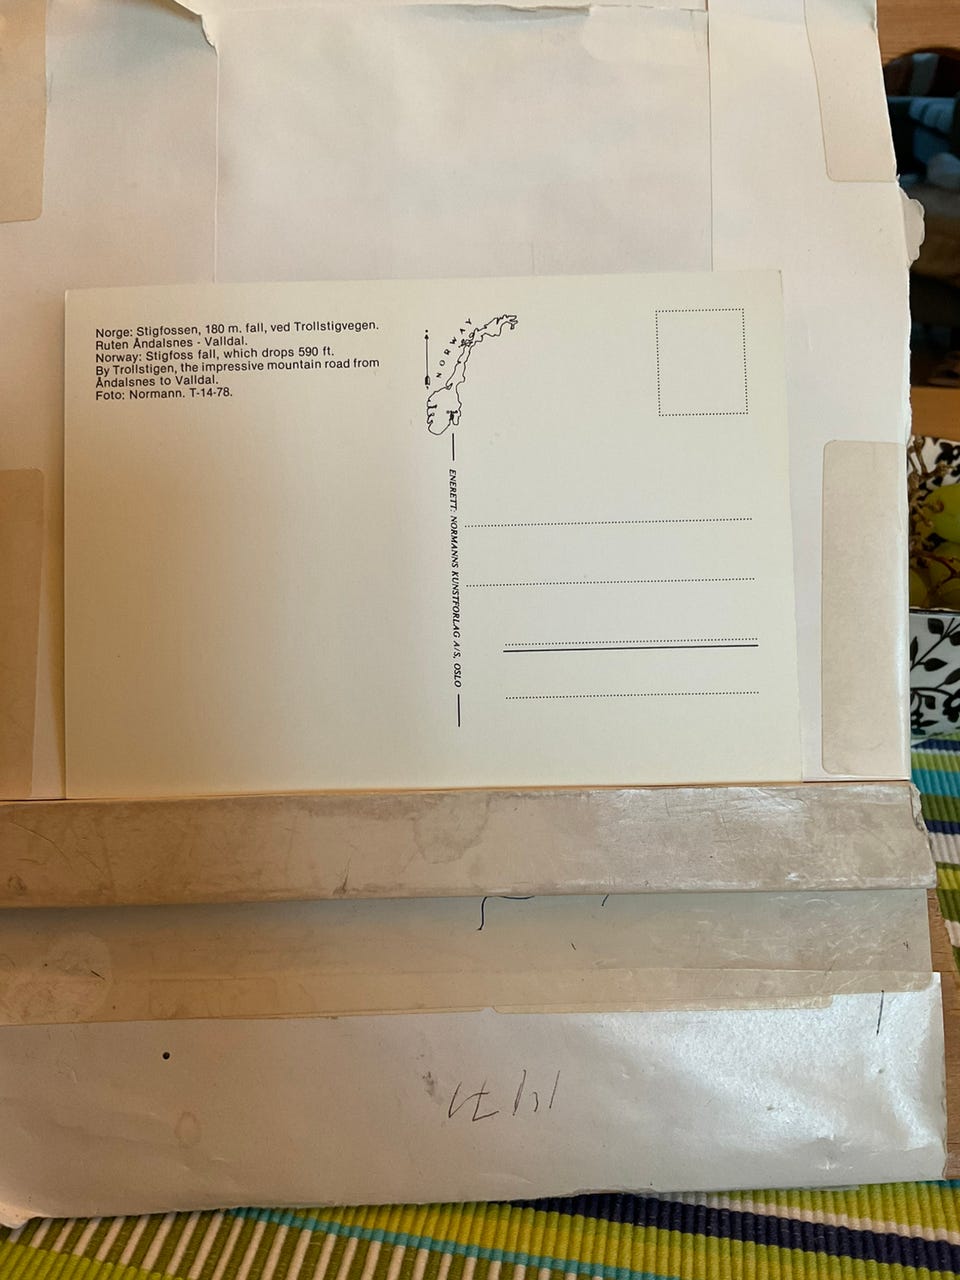 Norge: Stigfossen, 180 m. fall, ved Trollstigvegen.
Ruten Åndalsnes - Valldal.
Norway: Stigfoss fall, which drops 590 ft.
By Trollstigen, the impressive mountain road from
Åndalsnes to Valldal.
Foto: Normann. T-14-78.
NORWAY
ENERETT: NORMANNS KUNSTFORLAG A/S, OSLO